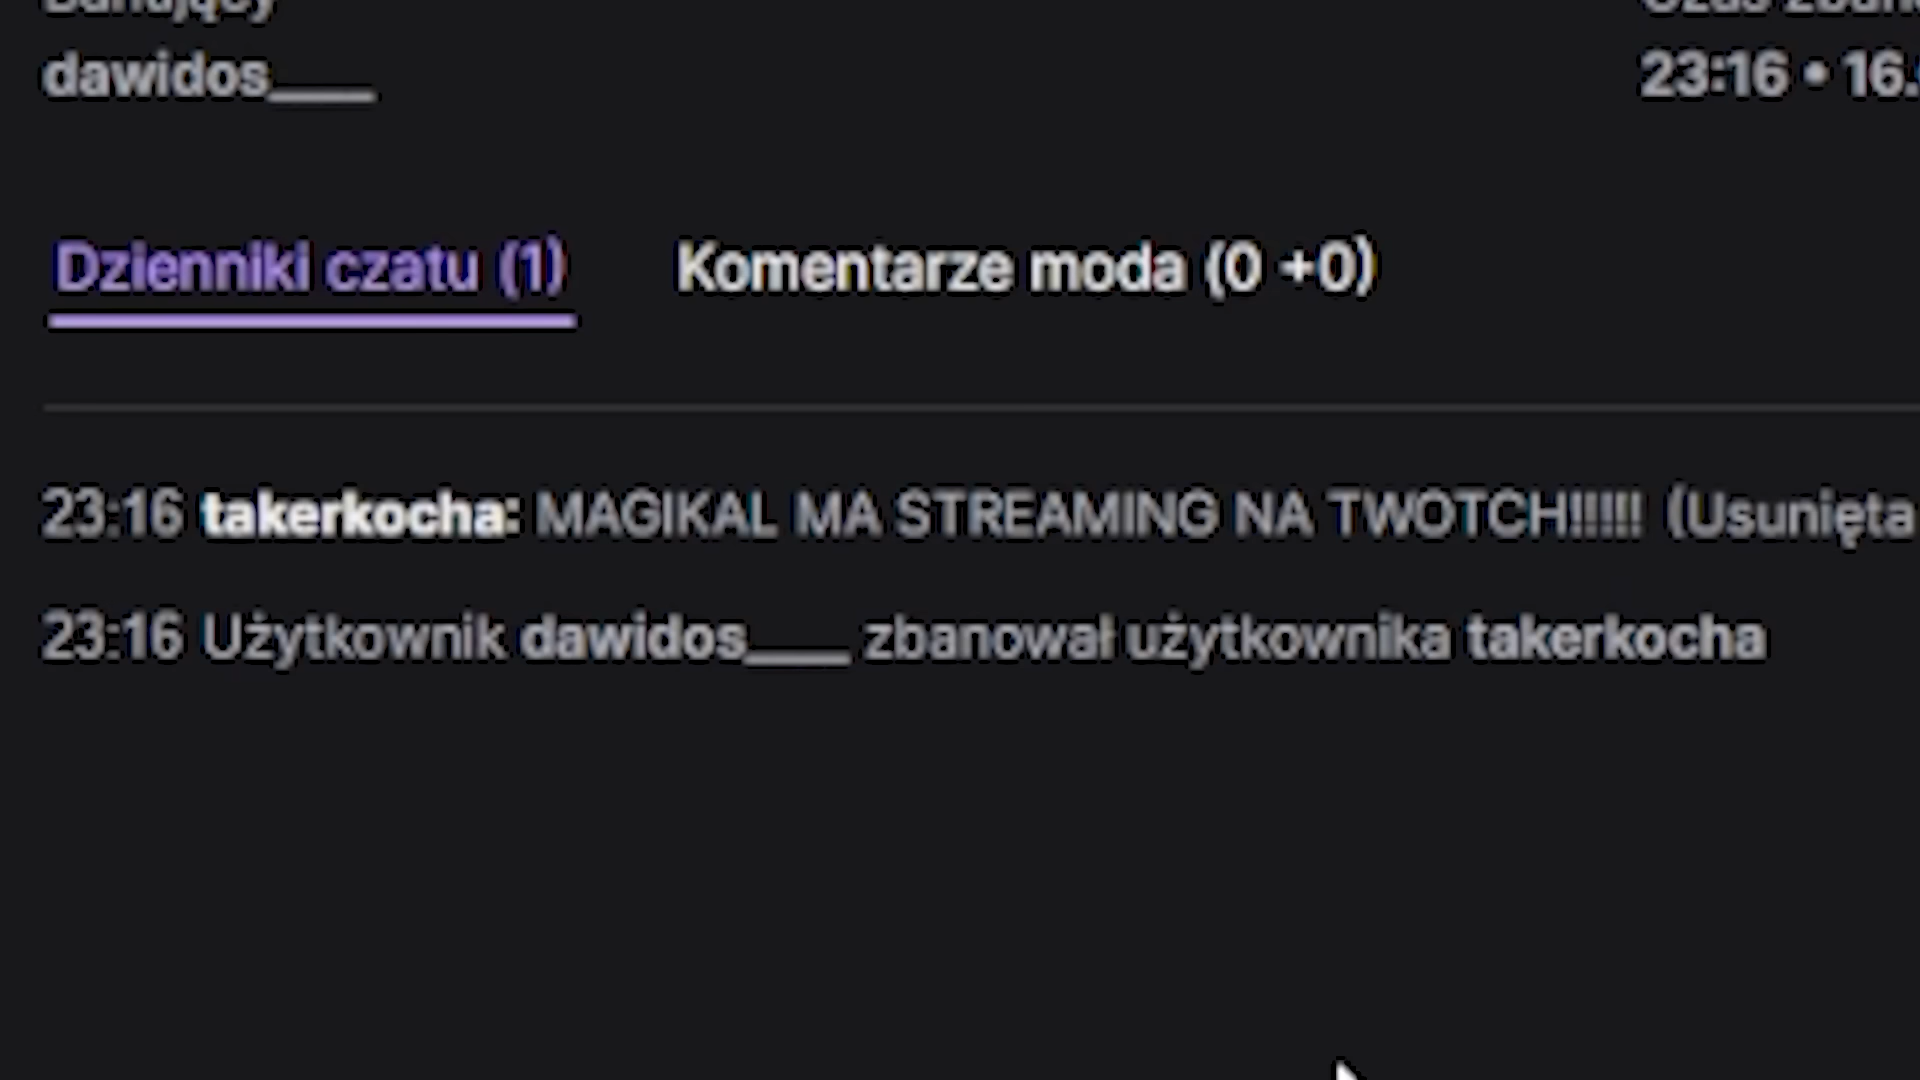 Banujący
dawidos____
23:16 • 16.
Dzienniki czatu (1)
Komentarze moda (0 +0)
23:16 takerkocha: MAGIKAL MA STREAMING NA TWOTCH!!!!! (Usunięta
23:16 Użytkownik dawidos____ zbanował użytkownika takerkocha